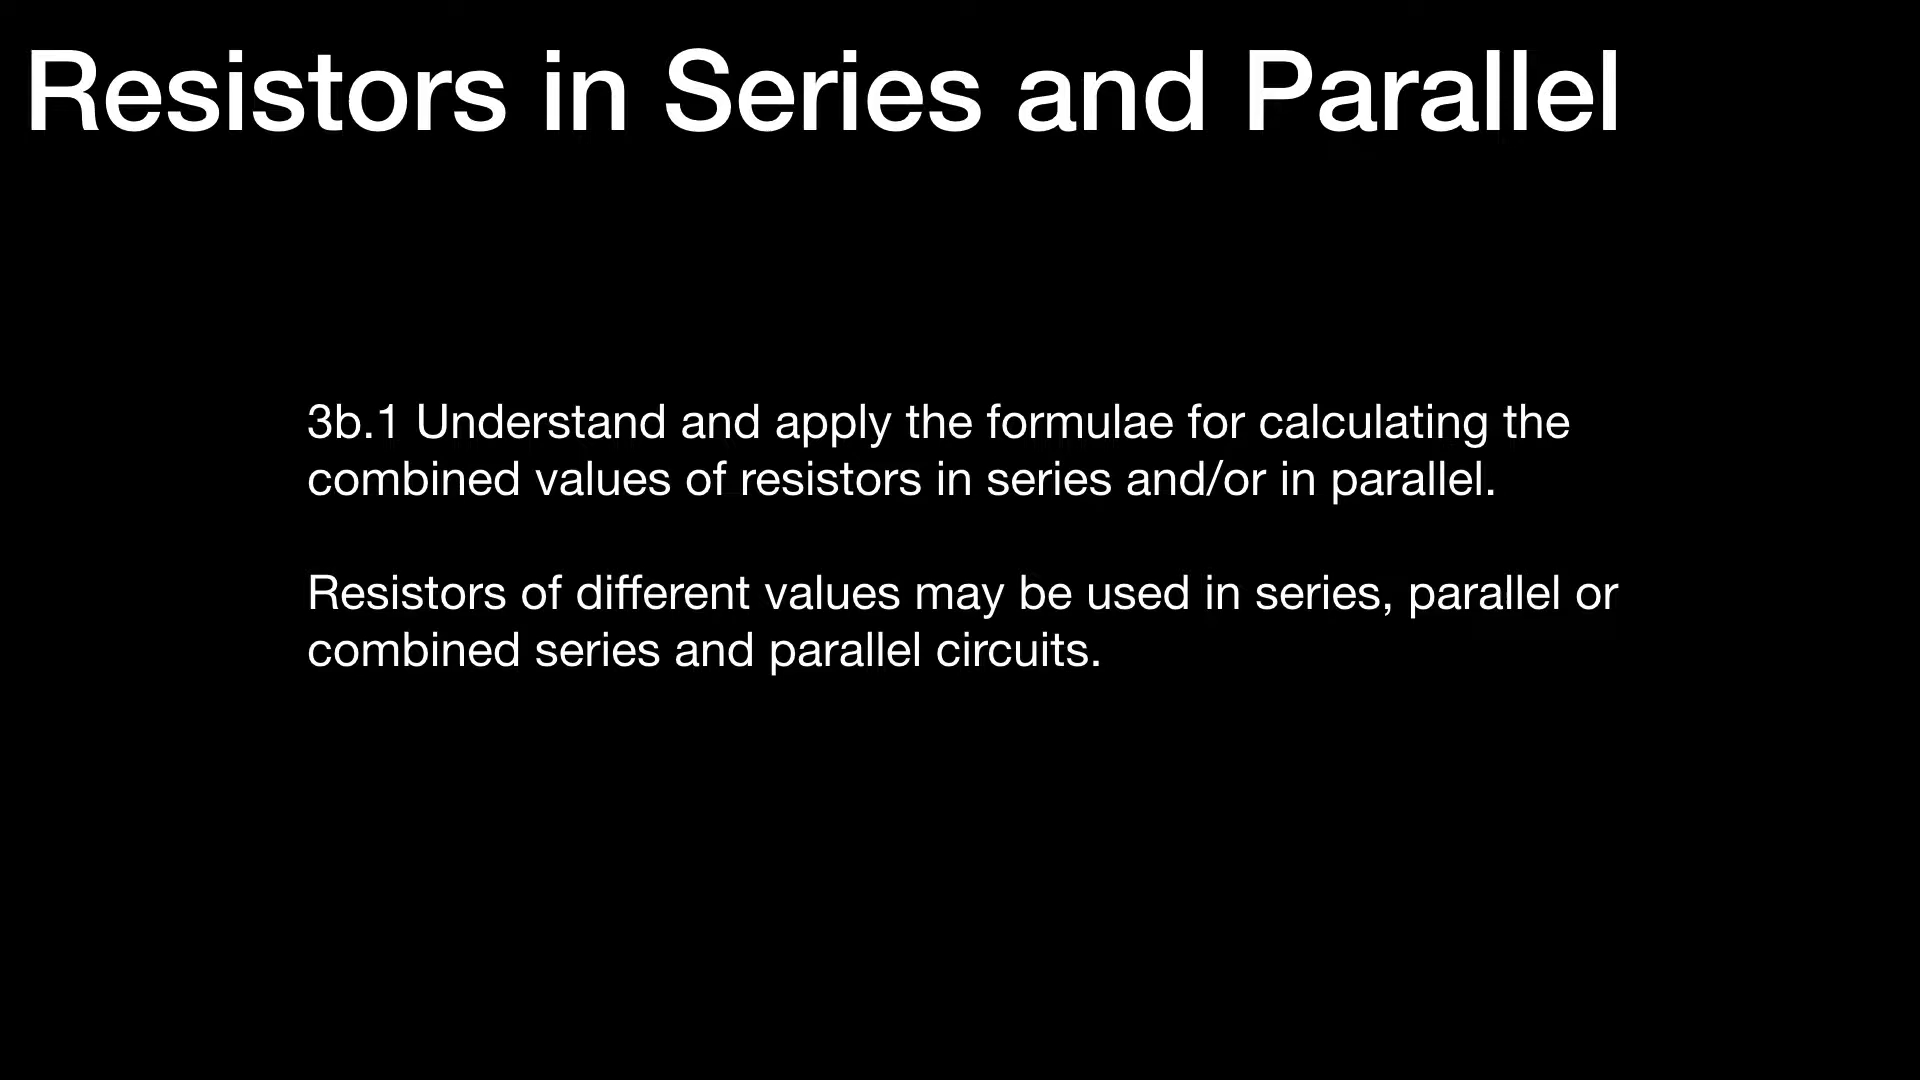 Resistors in Series and Parallel
3b.1 Understand and apply the formulae for calculating the
combined values of resistors in series and/or in parallel.
Resistors of different values may be used in series, parallel or
combined series and parallel circuits.